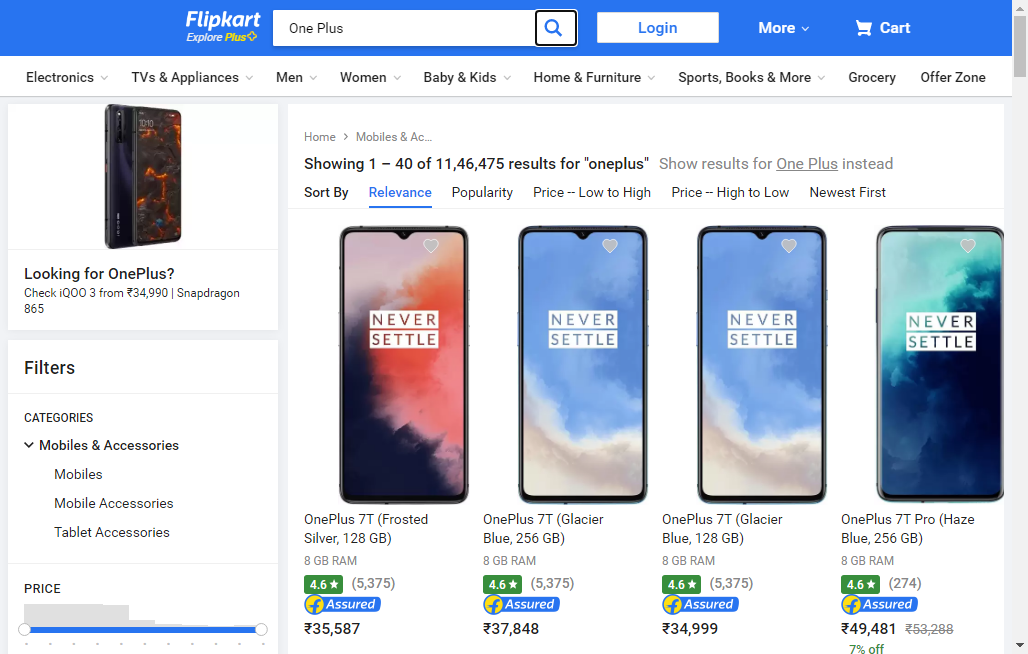 Flipkart
Explore Plus
One Plus
Login
More
Cart
Electronics
TVs & Appliances
Men
Women
Baby & Kids
Home & Furniture
Sports, Books & More
Grocery
Offer Zone
10:10
Looking for OnePlus?
Check iQOO 3 from ₹34,990 | Snapdragon
865
Filters
CATEGORIES
Mobiles & Accessories
Mobiles
Mobile Accessories
Tablet Accessories
PRICE
Home
Mobiles & Ac...
Showing 1 – 40 of 11,46,475 results for "oneplus" Show results for One Plus instead
Sort By
Relevance
Popularity
Price -- Low to High
Price -- High to Low
Newest First
NEVER
SETTLE
OnePlus 7T (Frosted
Silver, 128 GB)
8 GB RAM
4.6 (5,375)
Assured
₹35,587
NEVER
SETTLE
OnePlus 7T (Glacier
Blue, 256 GB)
8 GB RAM
4.6 (5,375)
Assured
₹37,848
NEVER
SETTLE
OnePlus 7T (Glacier
Blue, 128 GB)
8 GB RAM
4.6 (5,375)
Assured
₹34,999
NEVER
SETTLE
OnePlus 7T Pro (Haze
Blue, 256 GB)
8 GB RAM
4.6 (274)
Assured
₹49,481 ₹53,288
7% off